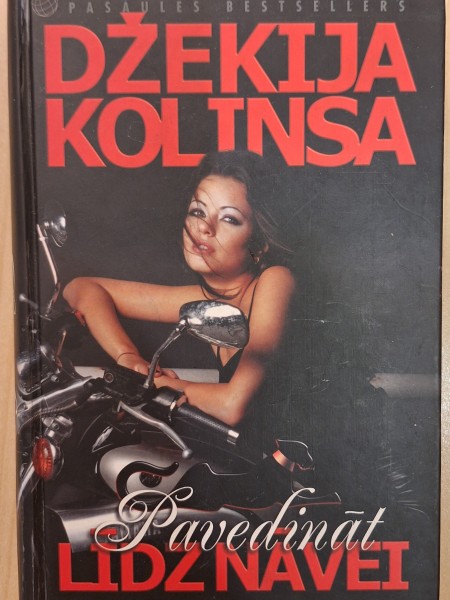 PASAULES BESTSELLERS
DŽEKIJA
KOLINSA
Pavedināt
LĪDZ NĀVEI